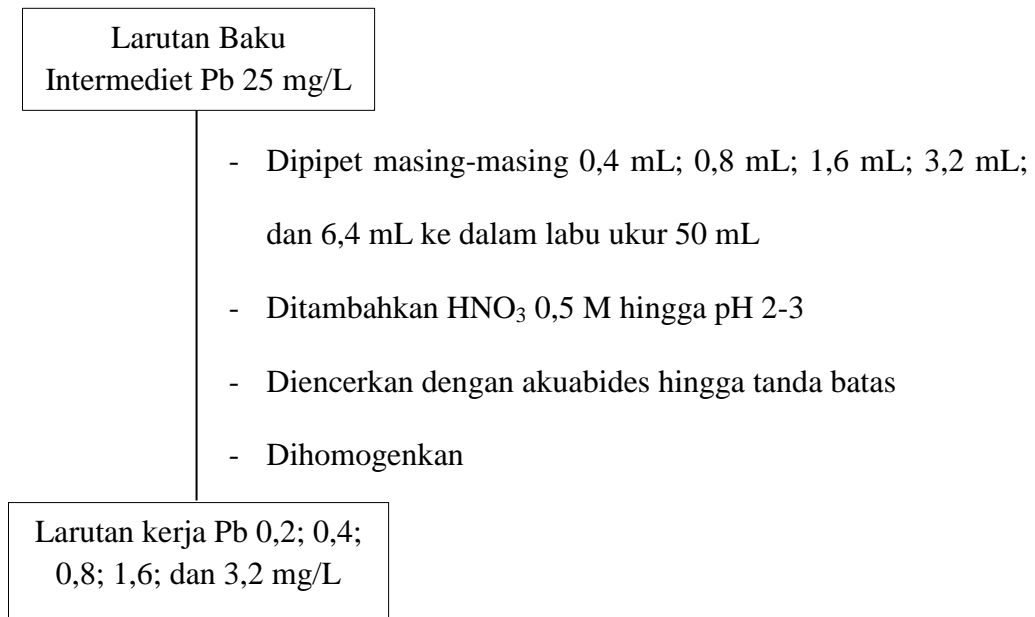 Larutan Baku
Intermediet Pb 25 mg/L
- Dipipet masing-masing 0,4 mL; 0,8 mL; 1,6 mL; 3,2 mL;
dan 6,4 mL ke dalam labu ukur 50 mL
- Ditambahkan HNO₃ 0,5 M hingga pH 2-3
- Diencerkan dengan akuabides hingga tanda batas
- Dihomogenkan
Larutan kerja Pb 0,2; 0,4;
0,8; 1,6; dan 3,2 mg/L